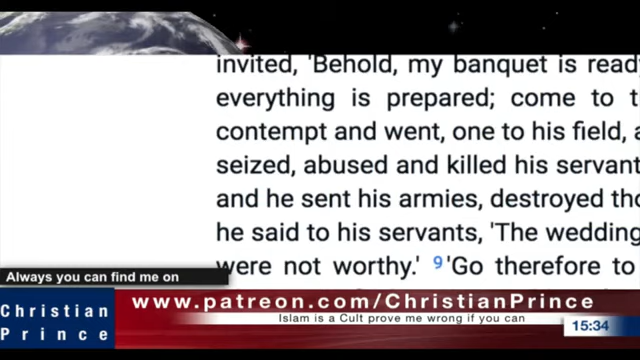 invited, 'Behold, my banquet is
everything is prepared; come to
contempt and went, one to his field,
seized, abused and killed his
and he sent his armies, destroyed
he said to his servants, 'The wedding
were not worthy.' 9 'Go therefore to
Always you can find me on
Christian
Prince
www.patreon.com/ChristianPrince
Islam is a Cult prove me wrong if you can
15:34